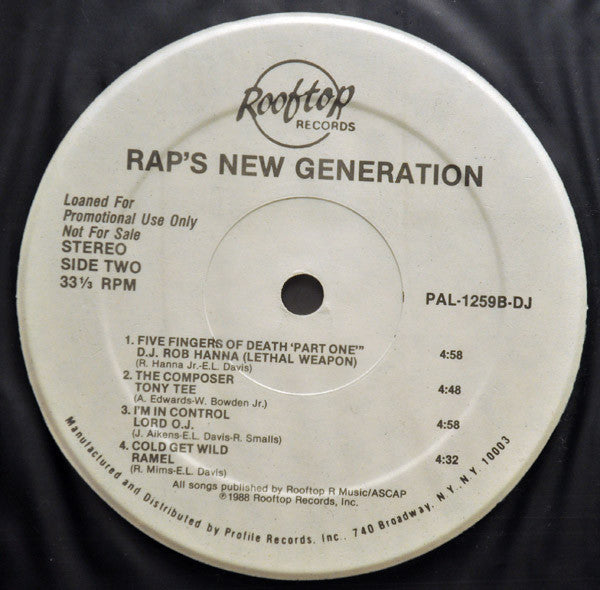 Rooftop
RECORDS
RAP'S NEW GENERATION
Loaned For
Promotional Use Only
Not For Sale
STEREO
SIDE TWO
33⅓ RPM
PAL-1259B-DJ
1. FIVE FINGERS OF DEATH 'PART ONE'"
D.J. ROB HANNA (LETHAL WEAPON) 4:58
(R. Hanna Jr.-E.L. Davis)
2. THE COMPOSER
TONY TEE 4:48
(A. Edwards-W. Bowden Jr.)
3. I'M IN CONTROL
LORD O.J. 4:58
(J. Aikens-E.L. Davis-R. Smalls)
4. COLD GET WILD
RAMEL 4:32
(R. Mims-E.L. Davis)
All songs published by Rooftop R Music/ASCAP
℗1988 Rooftop Records, Inc.
Manufactured and Distributed by Profile Records, Inc., 740 Broadway, N.Y., N.Y. 10003